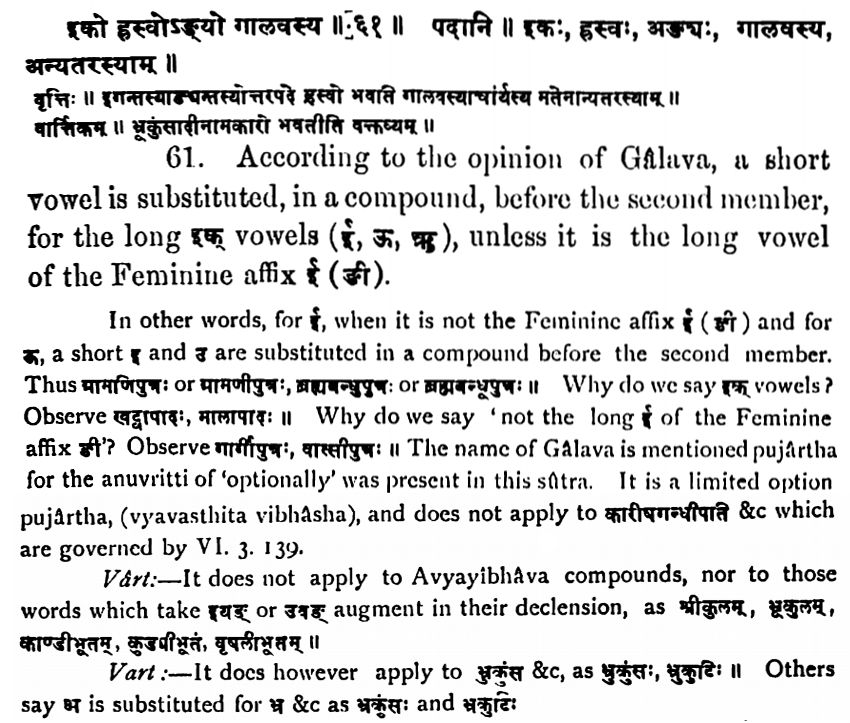 इको ह्रस्वोऽङ्यो गालवस्य ॥ ६१ ॥ पदानि ॥ इकः, ह्रस्वः, अङ्यः, गालवस्य,
अन्यतरस्याम् ॥
वृत्तिः ॥ इगन्तस्याङ्यन्तस्योत्तरपदे ह्रस्वो भवति गालवस्याचार्यस्य मतेनान्यतरस्याम् ॥
वार्त्तिकम् ॥ भ्रूकुंसादीनामकारो भवतीति वक्तव्यम् ॥
61. According to the opinion of Gâlava, a short
vowel is substituted, in a compound, before the second member,
for the long इक् vowels (ई, ऊ, ॠ), unless it is the long vowel
of the Feminine affix ई (ङी).
In other words, for ई, when it is not the Feminine affix ई (ङी) and for
ऊ, a short इ and उ are substituted in a compound before the second member.
Thus ग्रामणिपुत्रः or ग्रामणीपुत्रः, ब्रह्मबन्धुपुत्रः or ब्रह्मबन्धूपुत्रः ॥ Why do we say इक् vowels?
Observe खट्वापादः, मालापादः ॥ Why do we say 'not the long ई of the Feminine
affix ङी'? Observe गार्गीपुत्रः, वात्सीपुत्रः ॥ The name of Gâlava is mentioned pujârtha
for the anuvritti of 'optionally' was present in this sûtra. It is a limited option
pujârtha, (vyavasthita vibhâsha), and does not apply to कारीषगन्धीपति &c which
are governed by VI. 3. 139.
Vârt:—It does not apply to Avyayîbhâva compounds, nor to those
words which take इयङ् or उवङ् augment in their declension, as श्रीकुलम्, भ्रूकुलम्,
काण्डीभूतम्, कुड्यीभूतं, वृषलीभूतम् ॥
Vart:—It does however apply to भ्रुकुंस &c, as भ्रुकुंसः, भ्रुकुटिः ॥ Others
say अ is substituted for भ्रू &c as भ्रकुंसः and भ्रकुटिः